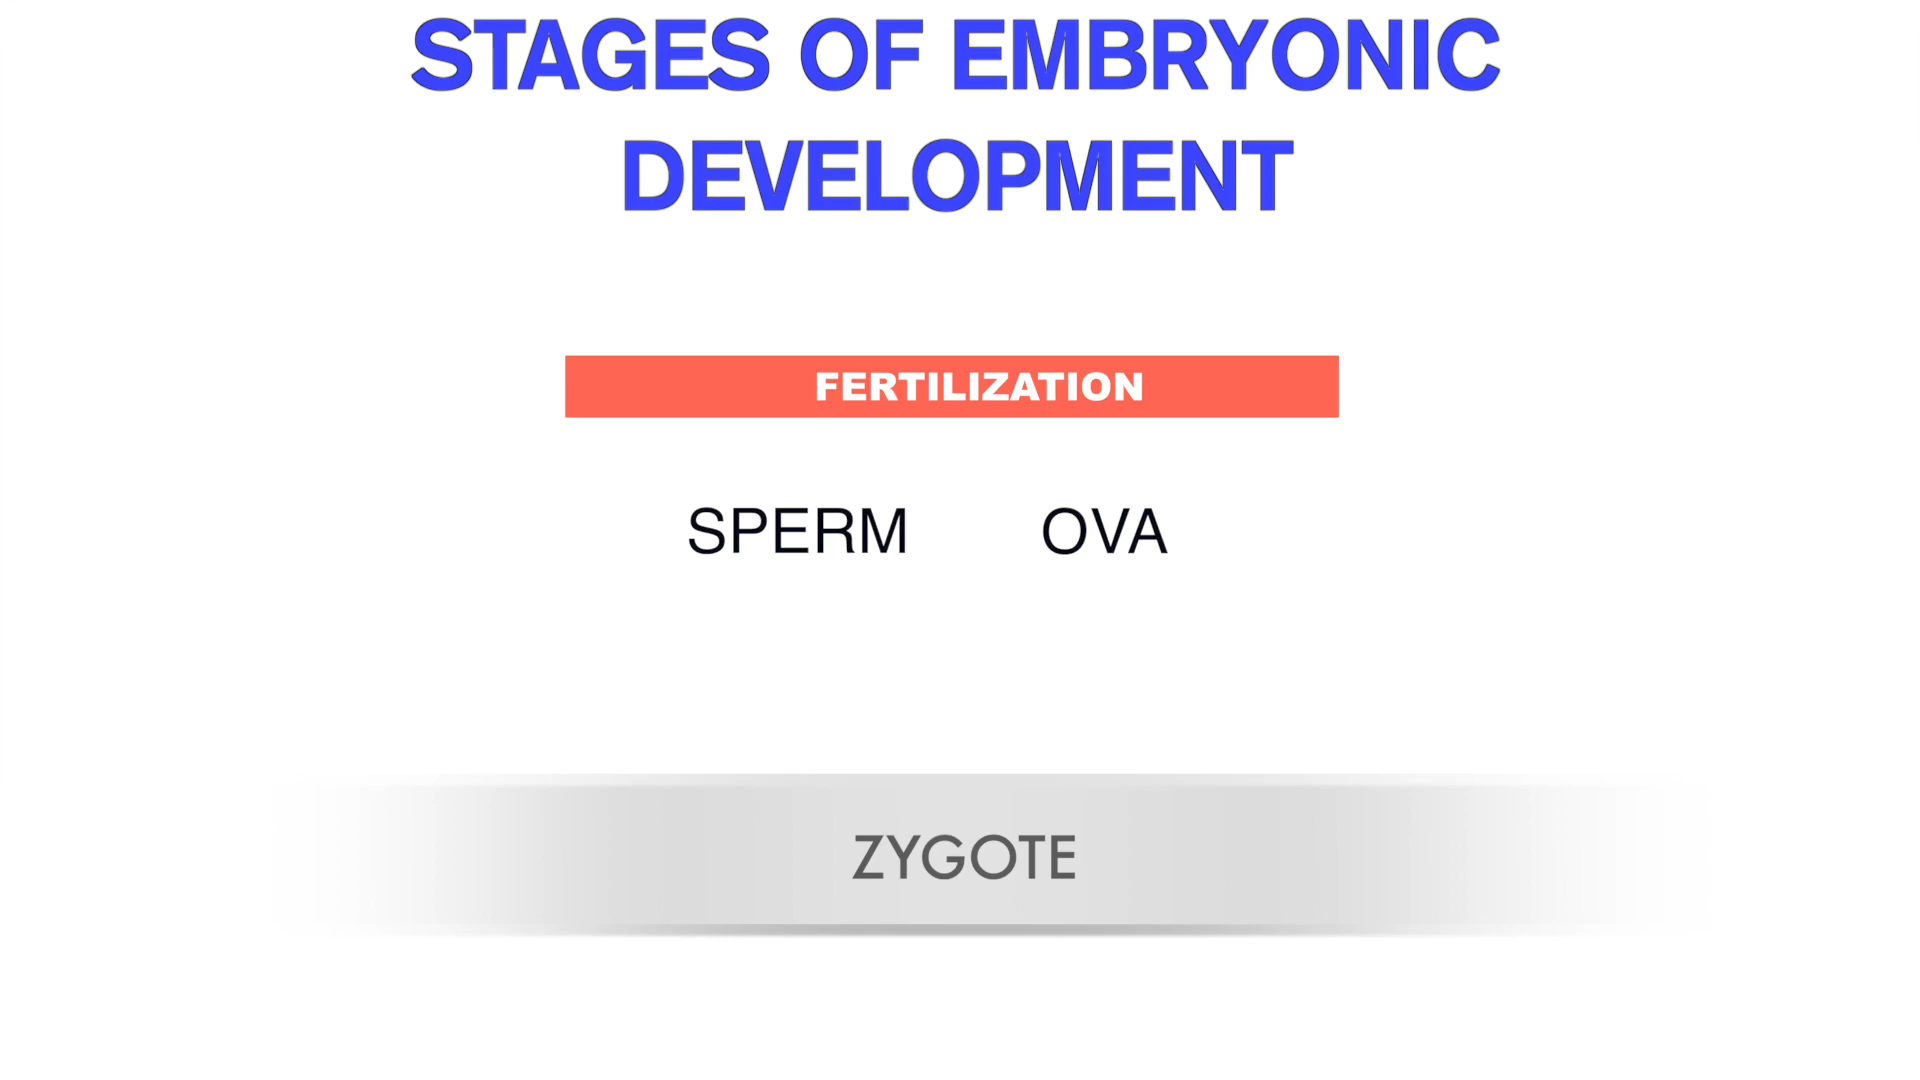 STAGES OF EMBRYONIC
DEVELOPMENT
FERTILIZATION
SPERM OVA
ZYGOTE